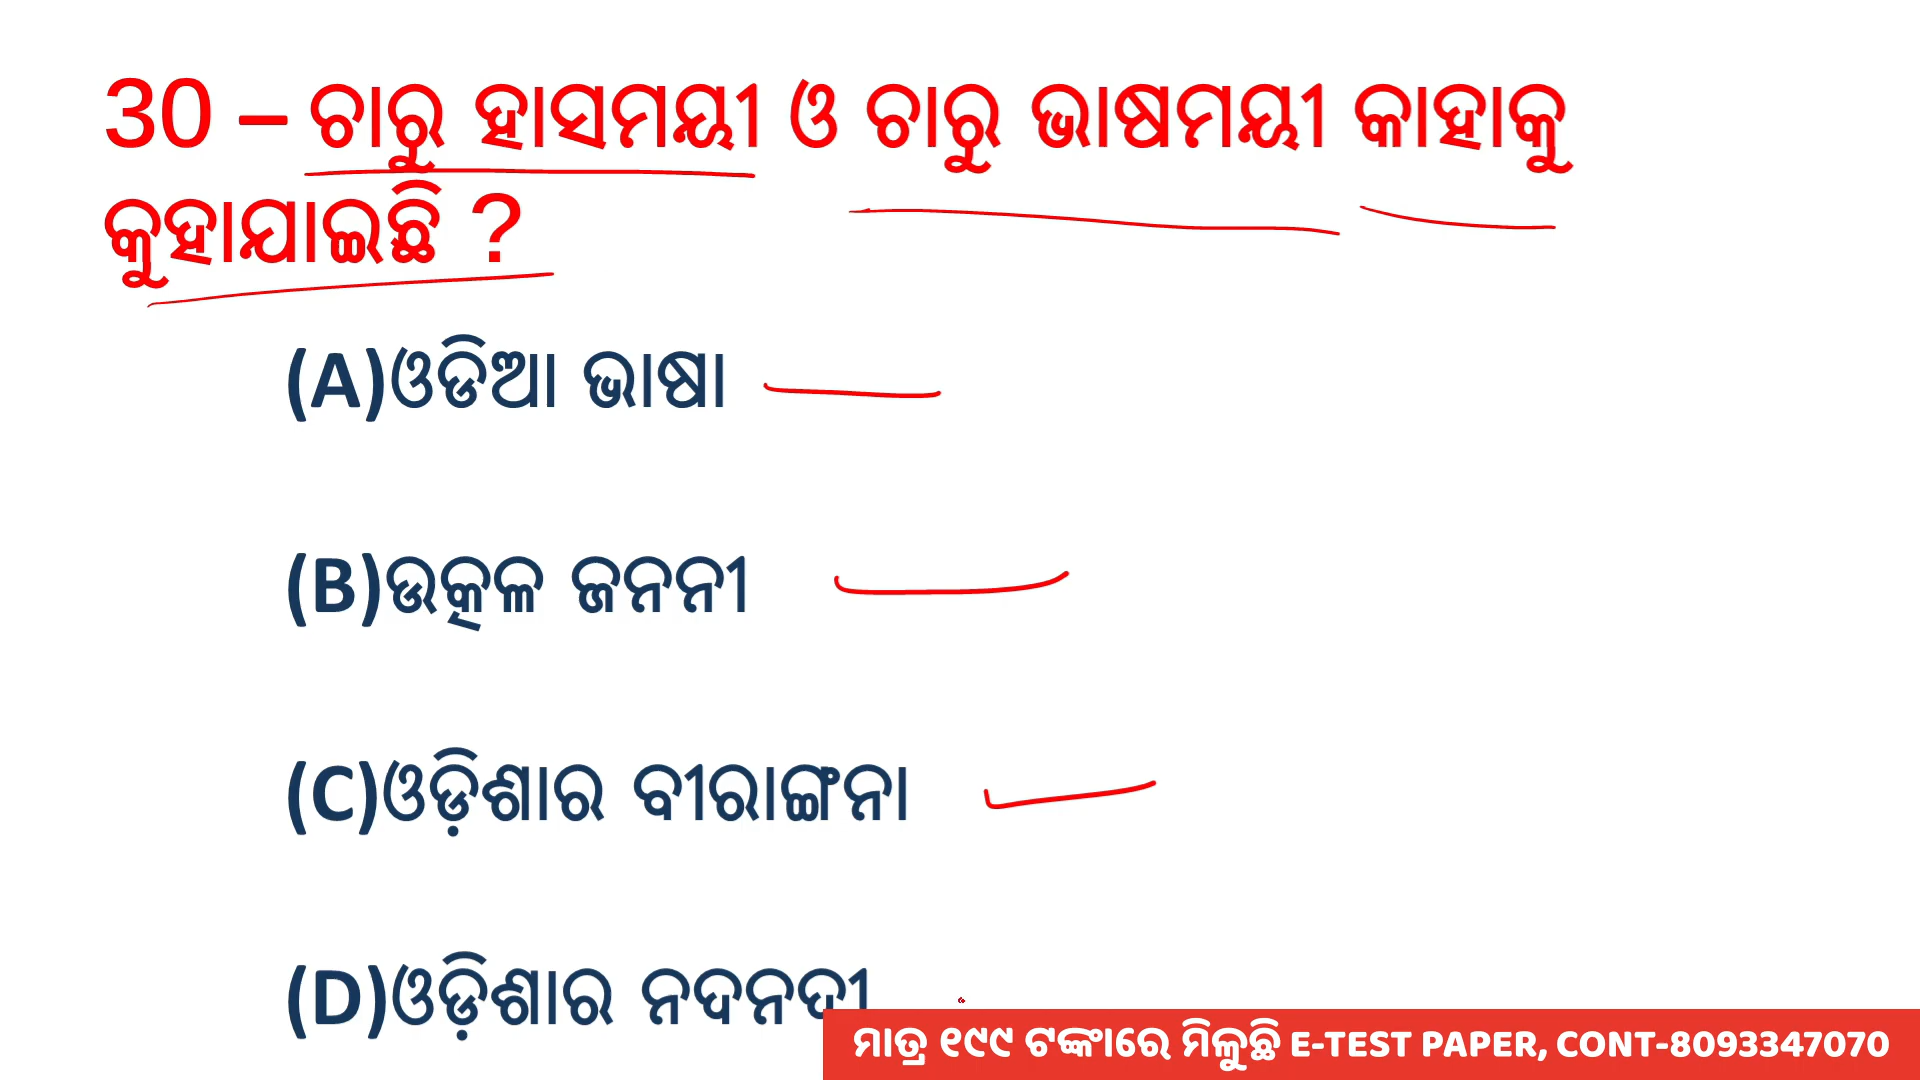 30 – ଚାରୁ ହାସମୟୀ ଓ ଚାରୁ ଭାଷମୟୀ କାହାକୁ
କୁହାଯାଇଛି ?
(A)ଓଡିଆ ଭାଷା
(B)ଉତ୍କଳ ଜନନୀ
(C)ଓଡ଼ିଶାର ବୀରାଙ୍ଗନା
(D)ଓଡ଼ିଶାର ନଦନଦୀ
ମାତ୍ର ୧୯୯ ଟଙ୍କାରେ ମିଳୁଛି E-TEST PAPER, CONT-8093347070